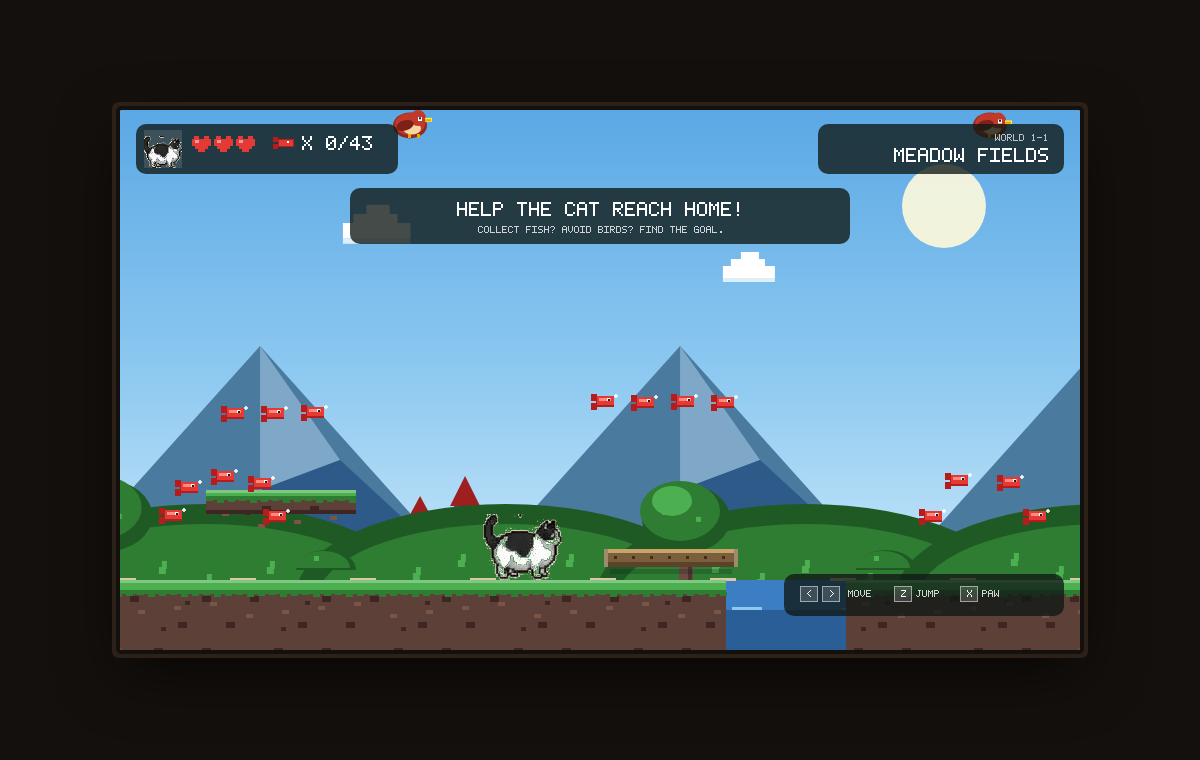 X 0/43
WORLD 1-1
MEADOW FIELDS
HELP THE CAT REACH HOME!
COLLECT FISH? AVOID BIRDS? FIND THE GOAL.
< > MOVE Z JUMP X PAW